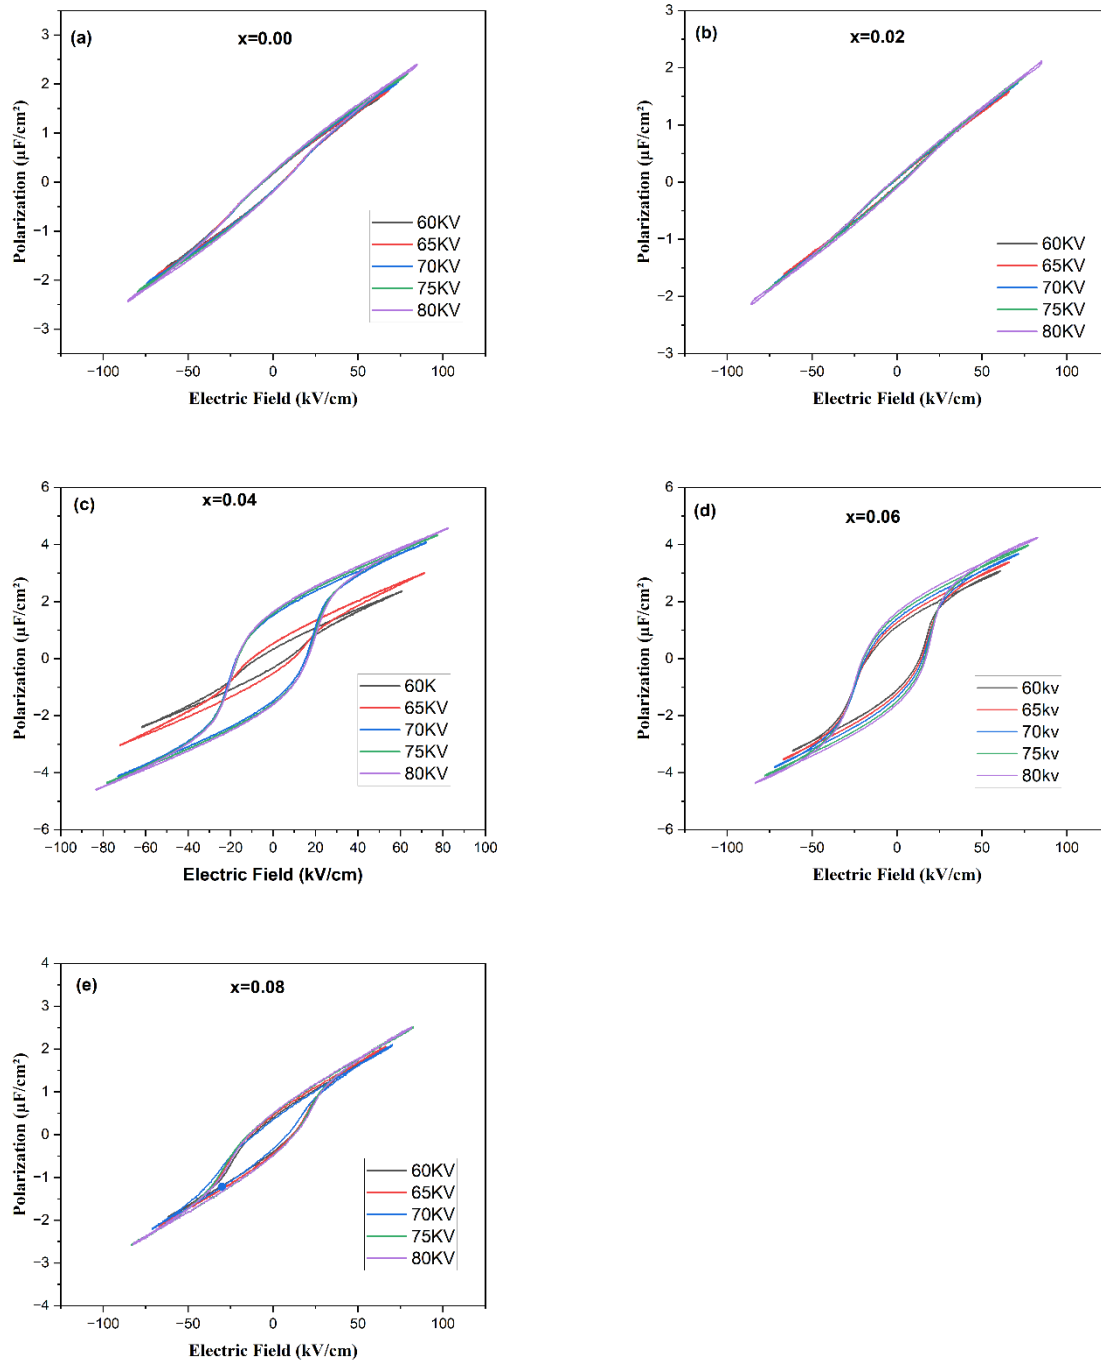 (a)
x=0.00
3
2
1
0
−1
−2
−3
Polarization (μF/cm²)
60KV
65KV
70KV
75KV
80KV
−100
−50
0
50
100
Electric Field (kV/cm)
(b)
x=0.02
3
2
1
0
−1
−2
−3
Polarization (μF/cm²)
60KV
65KV
70KV
75KV
80KV
−100
−50
0
50
100
Electric Field (kV/cm)
(c)
x=0.04
6
4
2
0
−2
−4
−6
Polarization (μF/cm²)
60K
65KV
70KV
75KV
80KV
−100
−80
−60
−40
−20
0
20
40
60
80
100
Electric Field (kV/cm)
(d)
x=0.06
6
4
2
0
−2
−4
−6
Polarization (μF/cm²)
60kv
65kv
70kv
75kv
80kv
−100
−50
0
50
100
Electric Field (kV/cm)
(e)
x=0.08
4
3
2
1
0
−1
−2
−3
−4
Polarization (μF/cm²)
60KV
65KV
70KV
75KV
80KV
−100
−50
0
50
100
Electric Field (kV/cm)